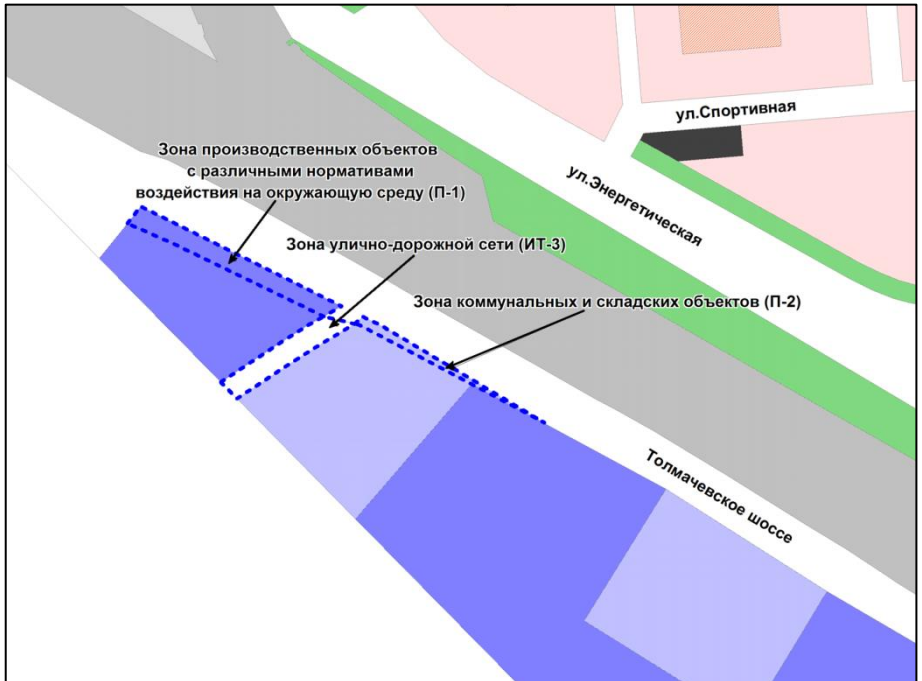 ул.Спортивная
Зона производственных объектов
с различными нормативами
воздействия на окружающую среду (П-1)
ул.Энергетическая
Зона улично-дорожной сети (ИТ-3)
Зона коммунальных и складских объектов (П-2)
Толмачевское шоссе